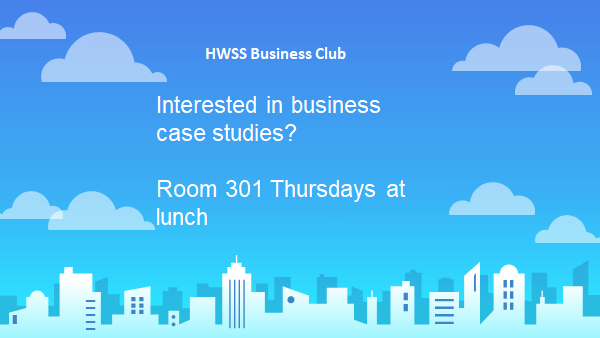 HWSS Business Club
Interested in business
case studies?
Room 301 Thursdays at
lunch